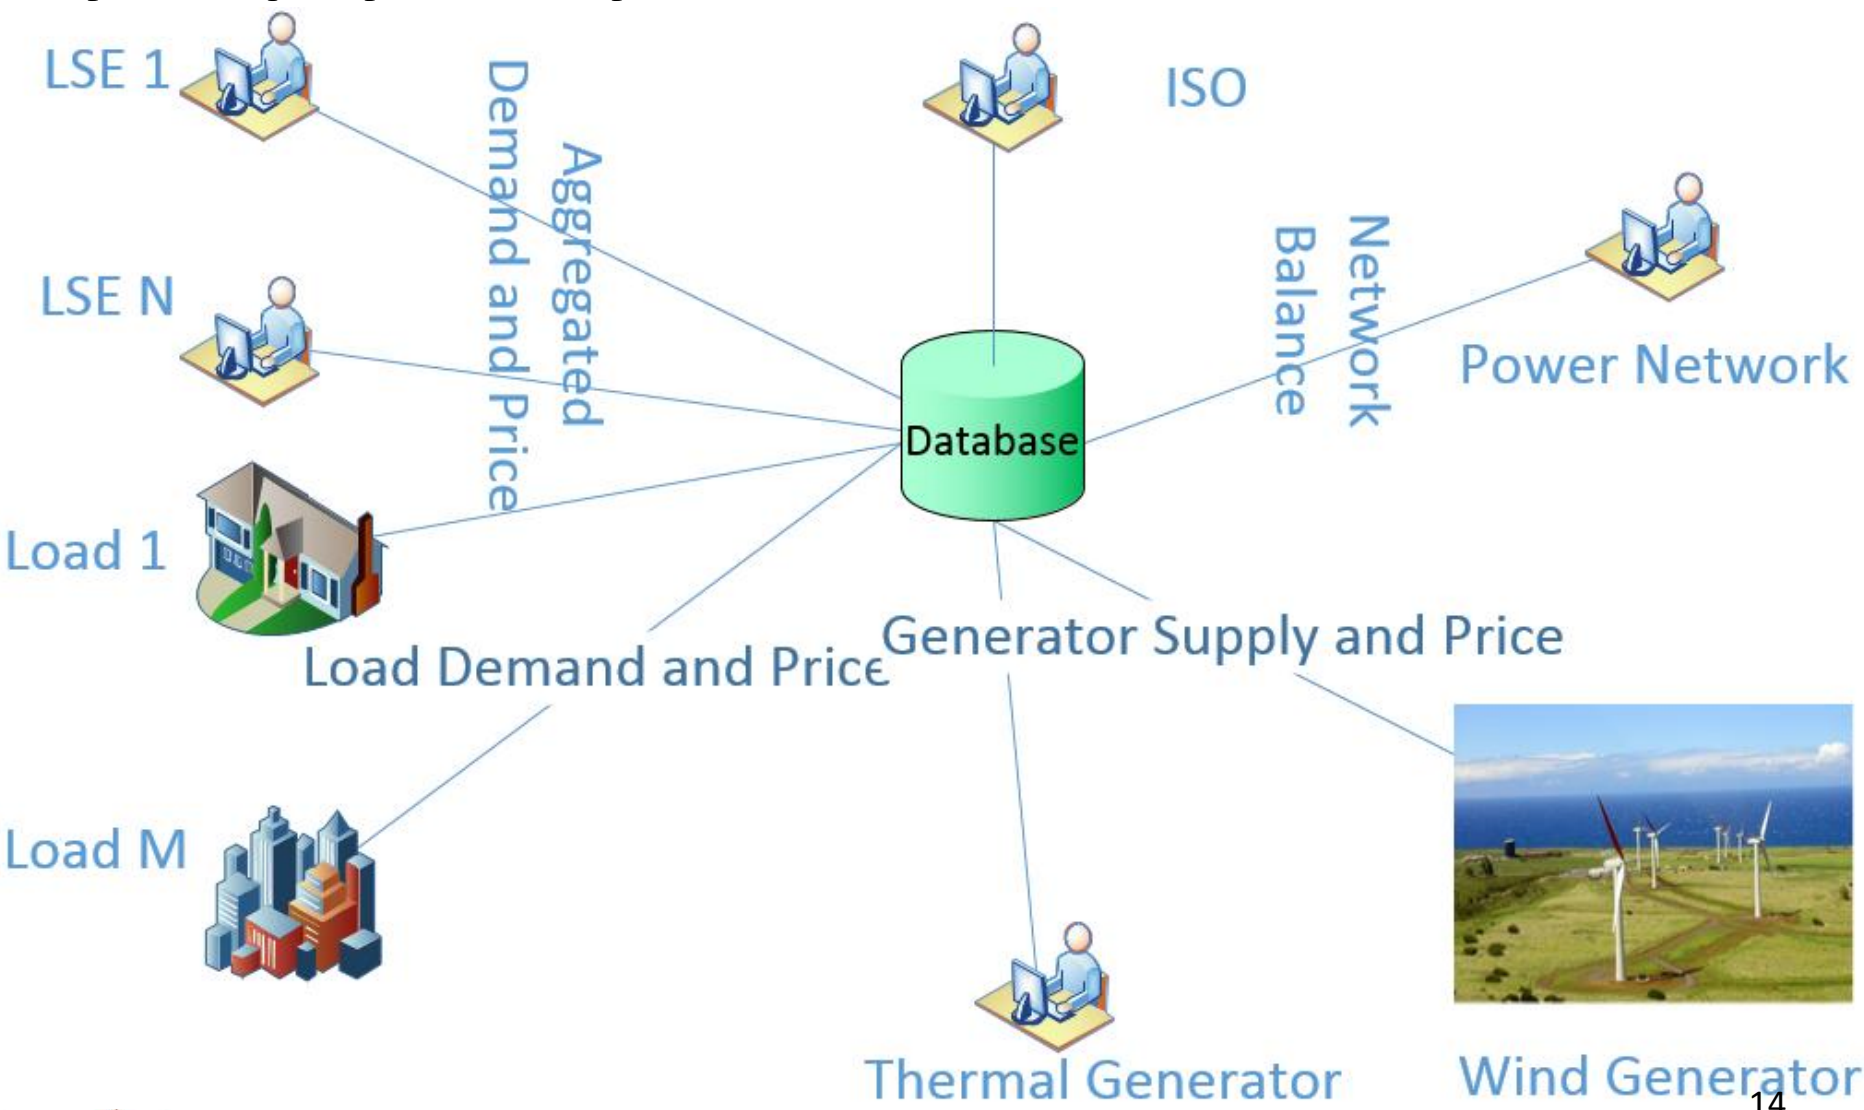 LSE 1
ISO
Aggregated
Demand and Price
Network
Balance
LSE N
Power Network
Database
Load 1
Generator Supply and Price
Load Demand and Price
Load M
Thermal Generator
Wind Generator
14